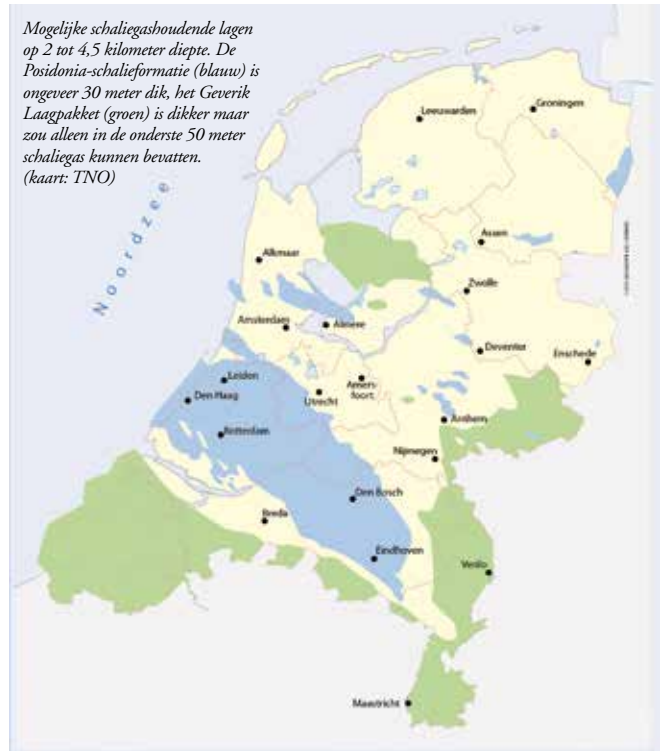 Mogelijke schaliegashoudende lagen
op 2 tot 4,5 kilometer diepte. De
Posidonia-schalieformatie (blauw) is
ongeveer 30 meter dik, het Geverik
Laagpakket (groen) is dikker maar
zou alleen in de onderste 50 meter
schaliegas kunnen bevatten.
(kaart: TNO)
Noordzee
Leeuwarden
Groningen
Assen
Alkmaar
Zwolle
Amsterdam
Almere
Deventer
Enschede
Leiden
Amers-
foort
Den Haag
Utrecht
Arnhem
Rotterdam
Nijmegen
Den Bosch
Breda
Eindhoven
Venlo
Maastricht